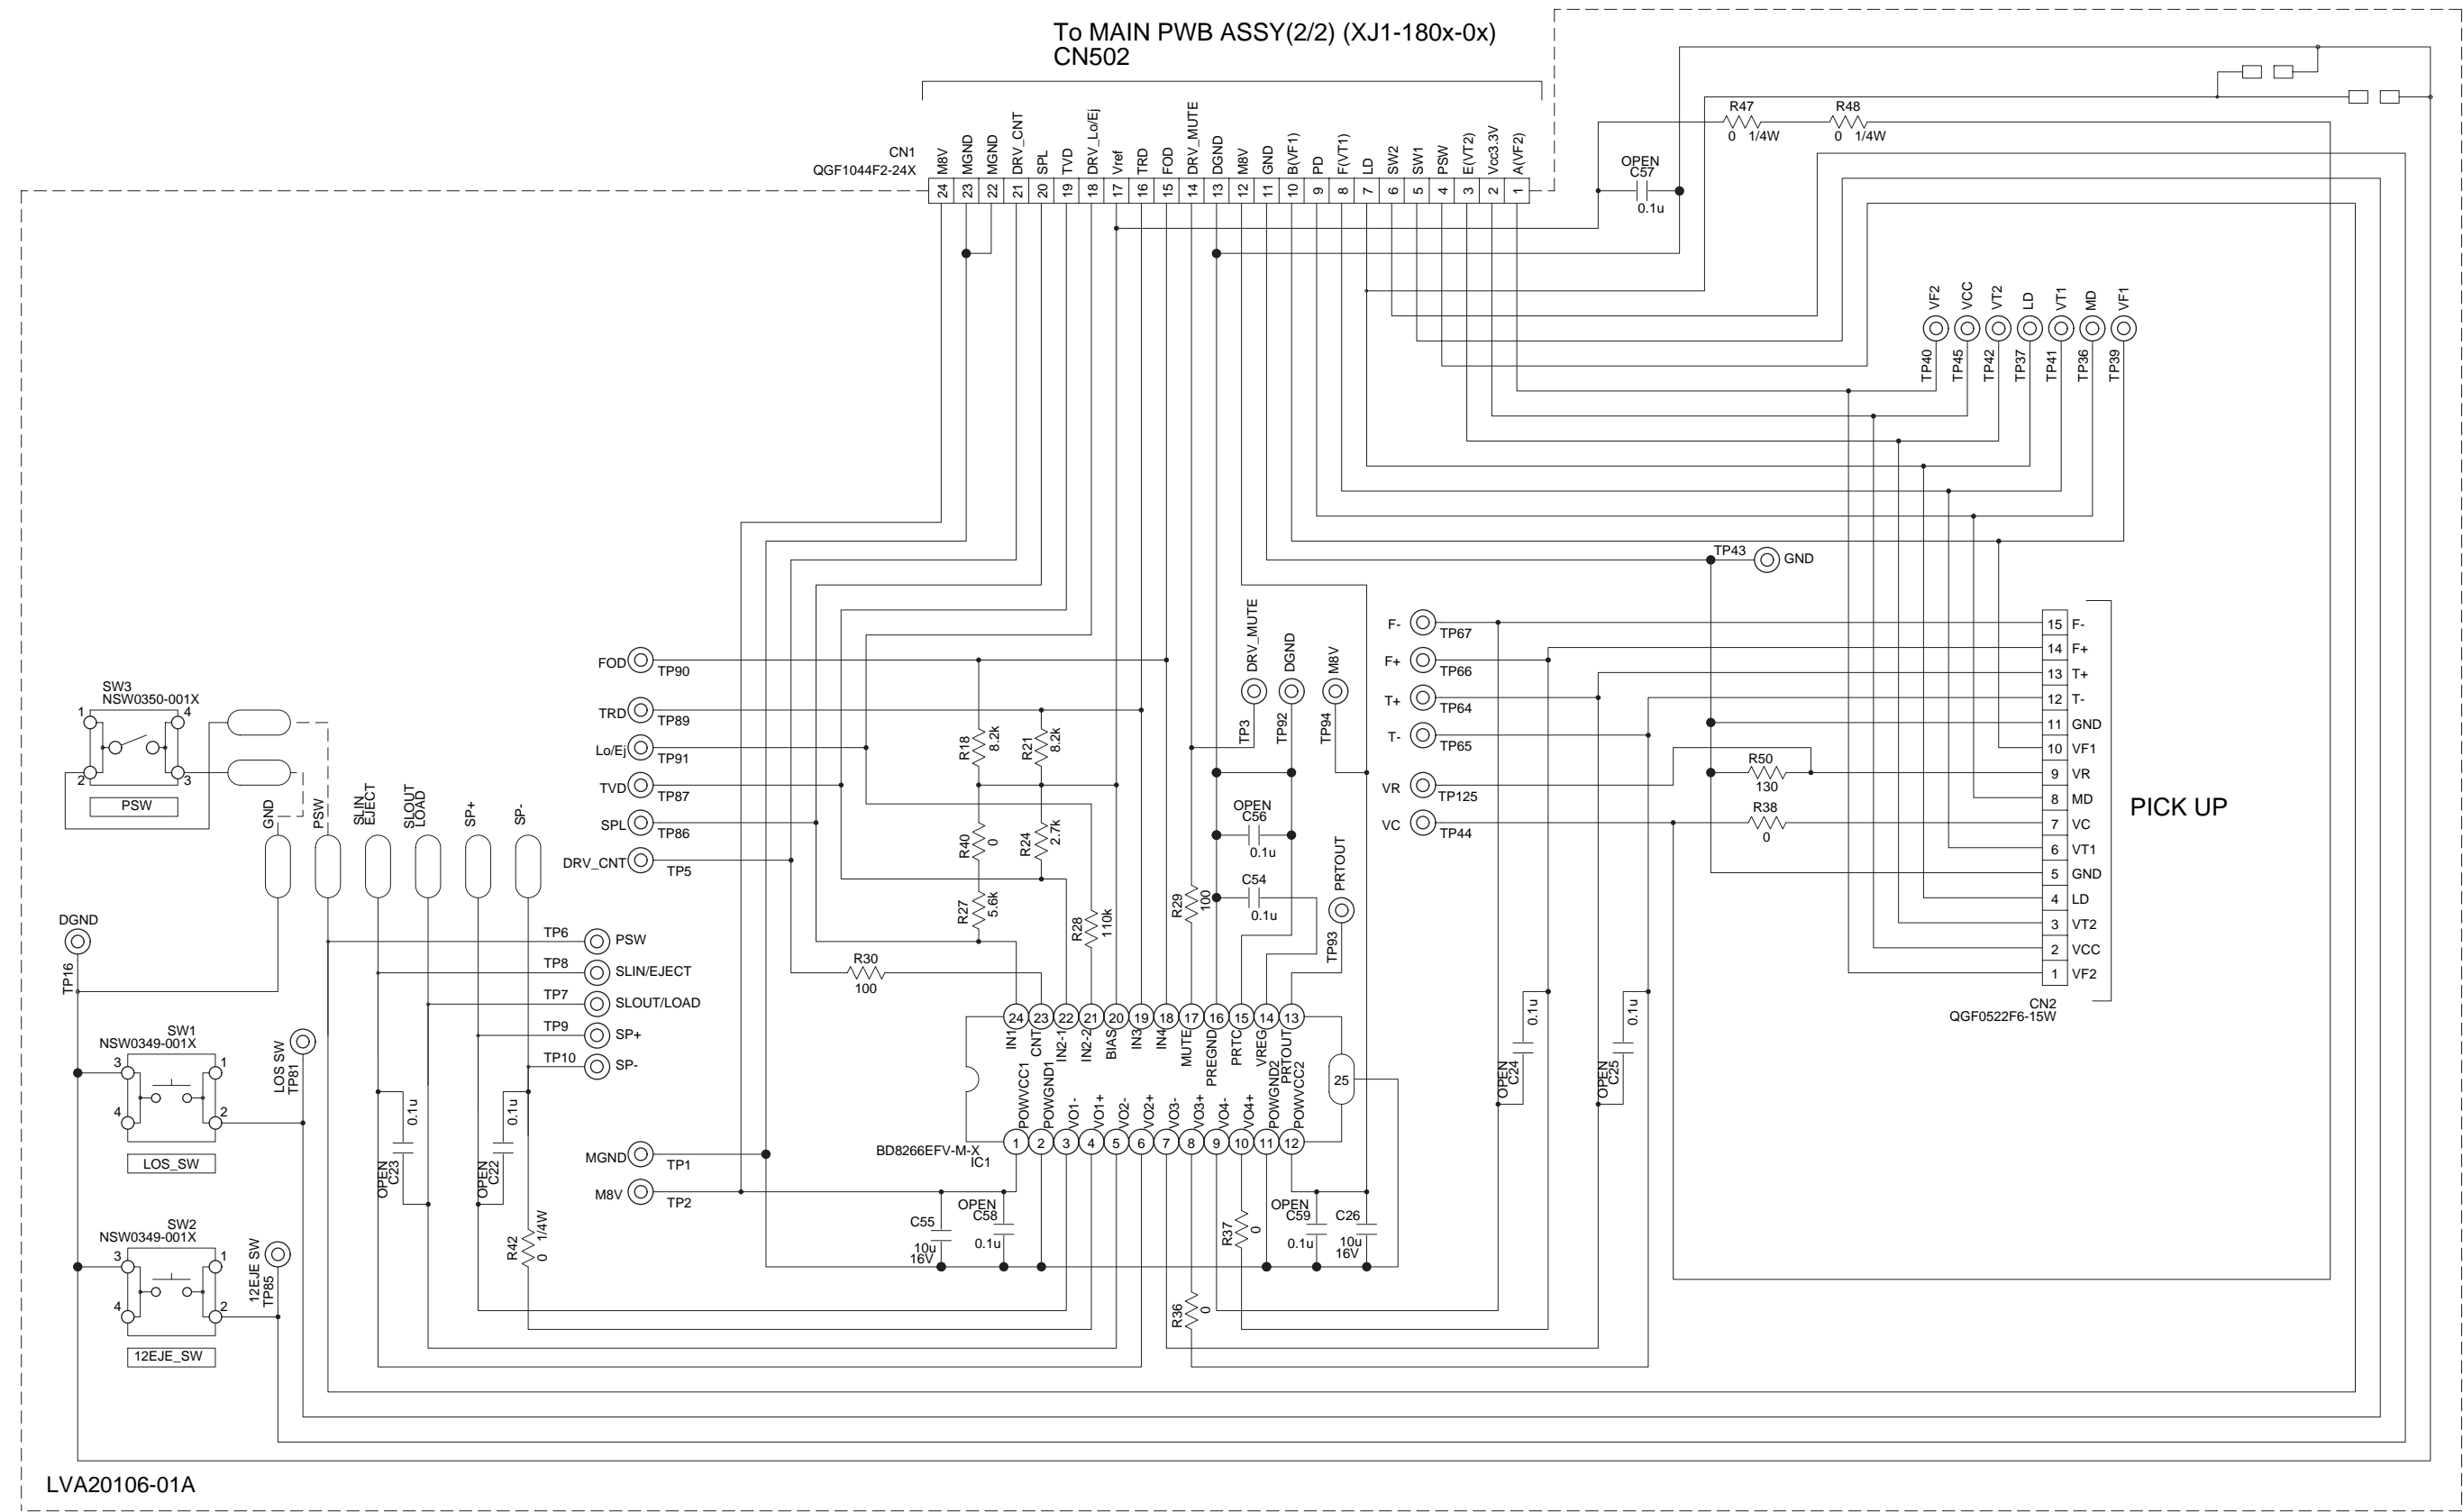 To MAIN PWB ASSY(2/2) (XJ1-180x-0x)
CN502
CN1
QGF1044F2-24X
M8V
MGND
MGND
DRV_CNT
SPL
TVD
DRV_Lo/Ej
Vref
TRD
FOD
DRV_MUTE
DGND
M8V
GND
B(VF1)
PD
F(VT1)
LD
SW2
SW1
PSW
E(VT2)
Vcc3.3V
A(VF2)
24 23 22 21 20 19 18 17 16 15 14 13 12 11 10 9 8 7 6 5 4 3 2 1
R47
0 1/4W
R48
0 1/4W
OPEN
C57
0.1u
VF2
VCC
VT2
LD
VT1
MD
VF1
TP40
TP45
TP42
TP37
TP41
TP36
TP39
TP43
GND
F-
TP67
F+
TP66
T+
TP64
T-
TP65
VR
TP125
VC
TP44
R50
130
R38
0
15 F-
14 F+
13 T+
12 T-
11 GND
10 VF1
9 VR
8 MD
7 VC
6 VT1
5 GND
4 LD
3 VT2
2 VCC
1 VF2
PICK UP
CN2
QGF0522F6-15W
DRV_MUTE
DGND
M8V
TP3
TP92
TP94
FOD
TP90
TRD
TP89
Lo/Ej
TP91
TVD
TP87
SPL
TP86
DRV_CNT
TP5
R18
8.2k
R21
8.2k
R40
0
R24
2.7k
R27
5.6k
R28
110k
R29
100
R30
100
OPEN
C56
0.1u
C54
0.1u
PRTOUT
TP93
SW3
NSW0350-001X
1
4
2
3
PSW
GND
PSW
SLIN
EJECT
SLOUT
LOAD
SP+
SP-
DGND
TP16
TP6
PSW
TP8
SLIN/EJECT
TP7
SLOUT/LOAD
TP9
SP+
TP10
SP-
SW1
NSW0349-001X
3
1
4
2
LOS_SW
LOS SW
TP81
SW2
NSW0349-001X
3
1
4
2
12EJE_SW
12EJE SW
TP85
OPEN
C23
0.1u
OPEN
C22
0.1u
R42
0 1/4W
MGND
TP1
M8V
TP2
24 23 22 21 20 19 18 17 16 15 14 13
IN1
CNT
IN2-1
IN2-2
BIAS
IN3
IN4
MUTE
PREGND
PRTC
VREG
PRTOUT
25
POWVCC1
POWGND1
VO1-
VO1+
VO2-
VO2+
VO3-
VO3+
VO4-
VO4+
POWGND2
POWVCC2
1 2 3 4 5 6 7 8 9 10 11 12
BD8266EFV-M-X
IC1
C55
10u
16V
OPEN
C58
0.1u
R36
0
R37
0
OPEN
C59
0.1u
C26
10u
16V
OPEN
C24
0.1u
OPEN
C25
0.1u
LVA20106-01A